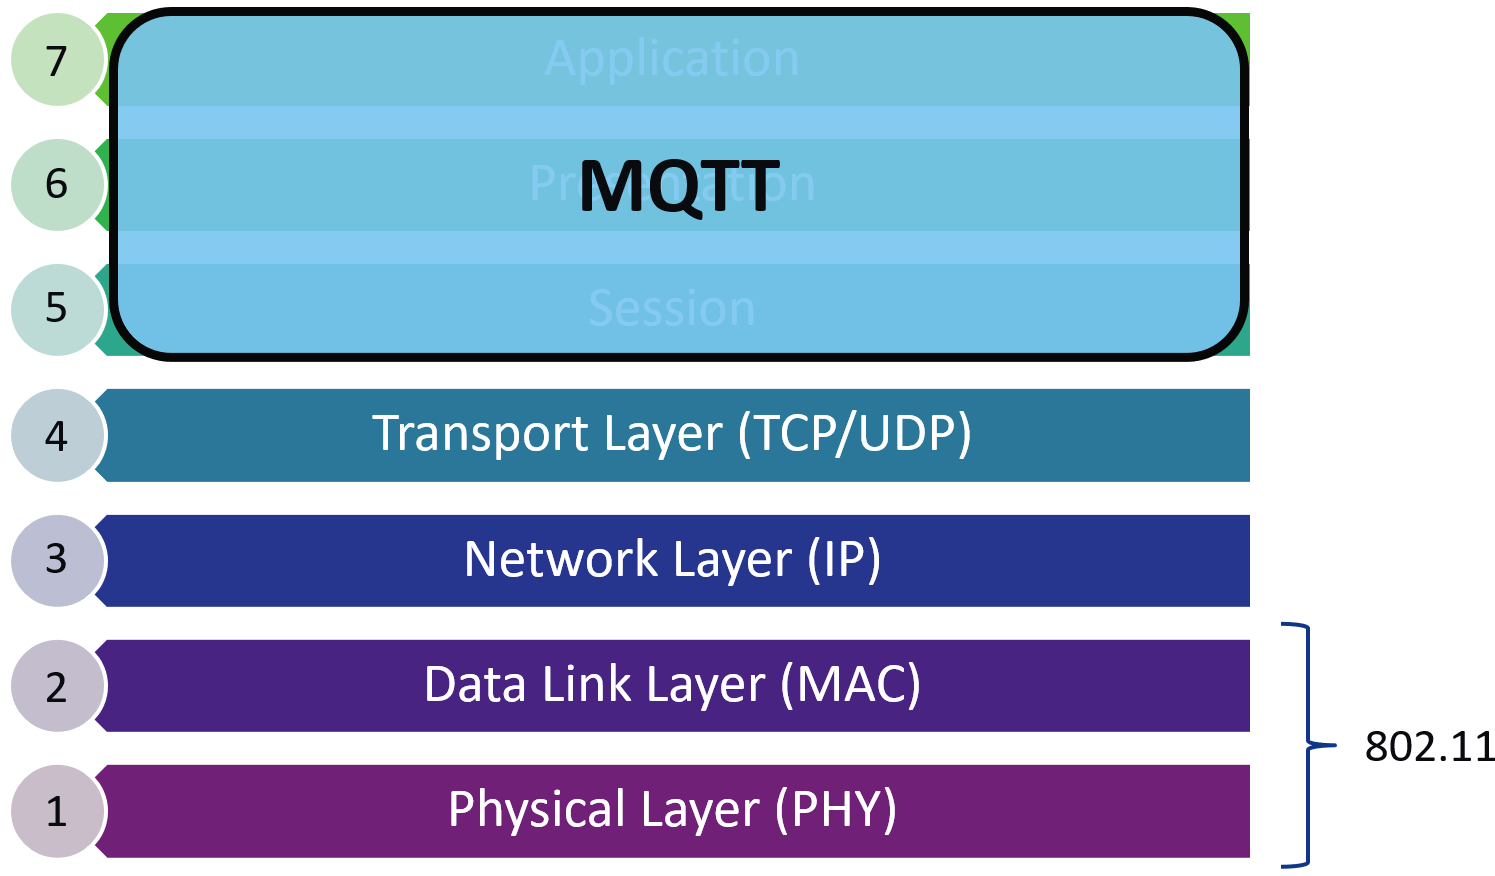 7
Application
6
Presentation
MQTT
5
Session
4
Transport Layer (TCP/UDP)
3
Network Layer (IP)
2
Data Link Layer (MAC)
802.11
1
Physical Layer (PHY)